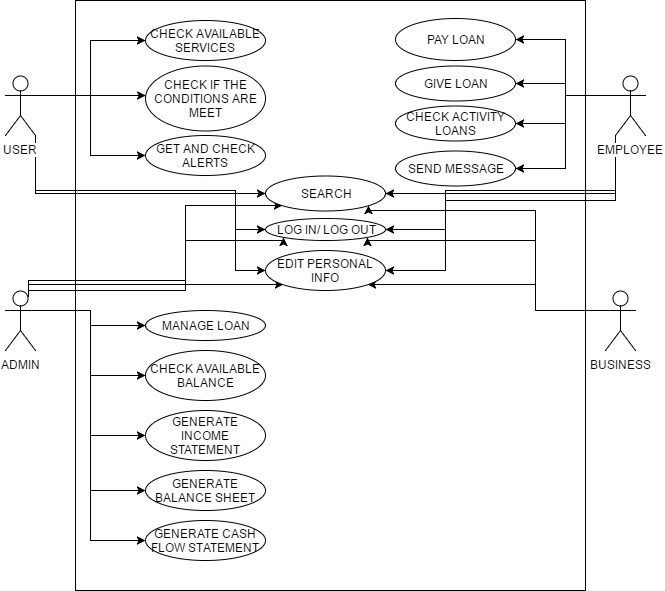 CHECK AVAILABLE
SERVICES
CHECK IF THE
CONDITIONS ARE
MEET
GET AND CHECK
ALERTS
USER
PAY LOAN
GIVE LOAN
CHECK ACTIVITY
LOANS
SEND MESSAGE
EMPLOYEE
SEARCH
LOG IN/ LOG OUT
EDIT PERSONAL
INFO
ADMIN
BUSINESS
MANAGE LOAN
CHECK AVAILABLE
BALANCE
GENERATE
INCOME
STATEMENT
GENERATE
BALANCE SHEET
GENERATE CASH
FLOW STATEMENT